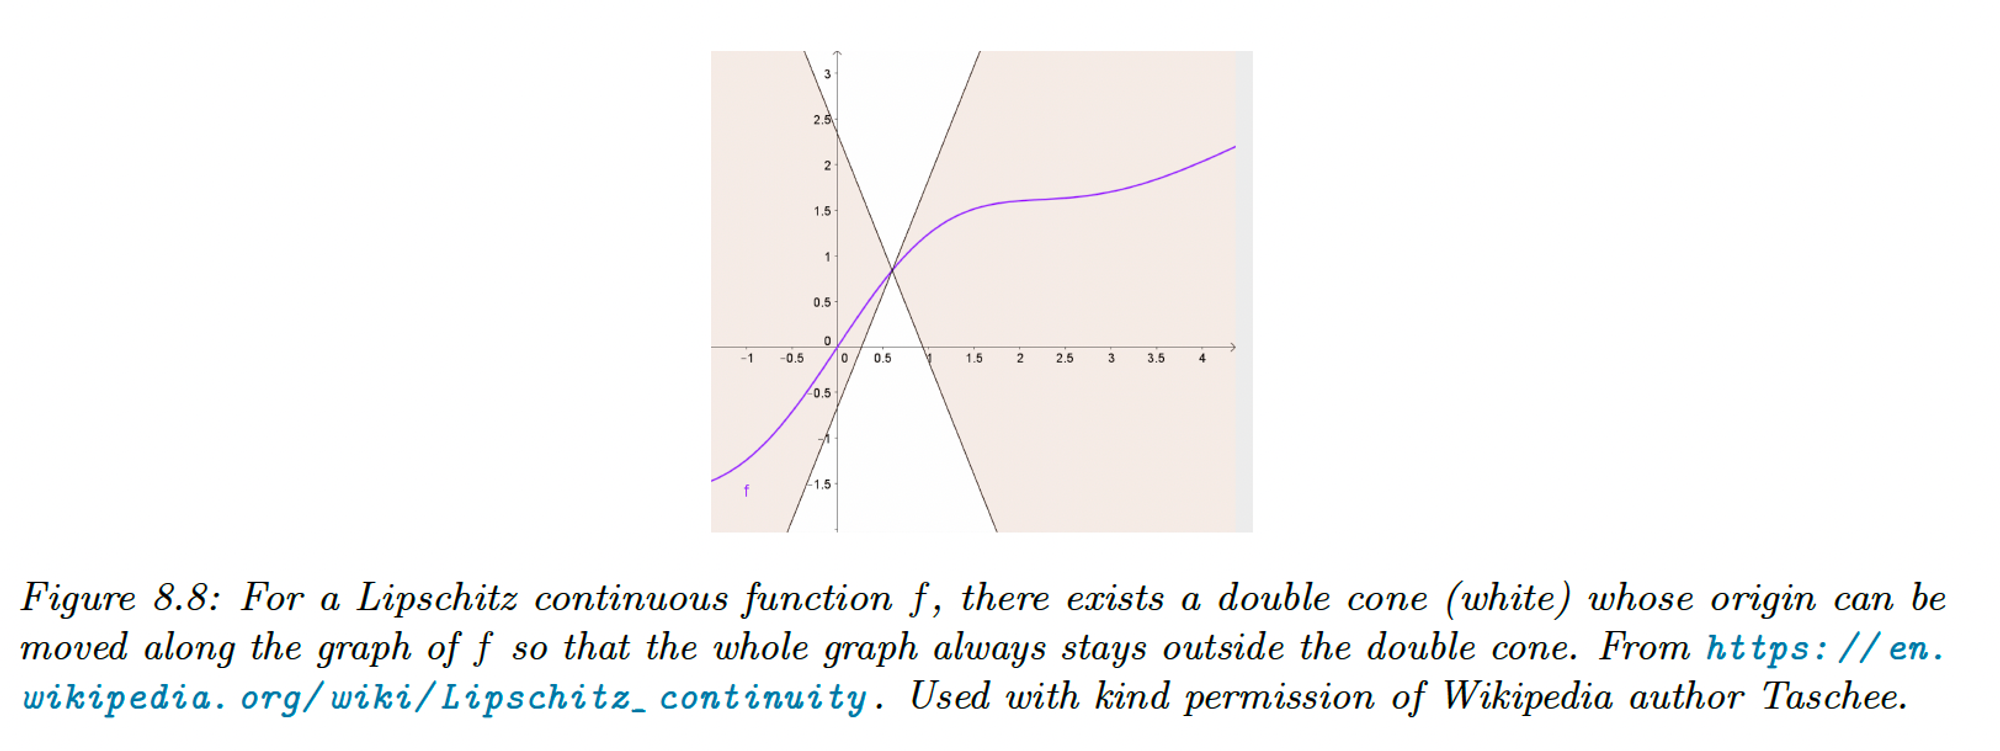 3
2.5
2
1.5
1
0.5
0
-1 -0.5 0 0.5 1 1.5 2 2.5 3 3.5 4
-0.5
-1
-1.5
f
Figure 8.8: For a Lipschitz continuous function f, there exists a double cone (white) whose origin can be
moved along the graph of f so that the whole graph always stays outside the double cone. From https://en.
wikipedia.org/wiki/Lipschitz_continuity. Used with kind permission of Wikipedia author Taschee.